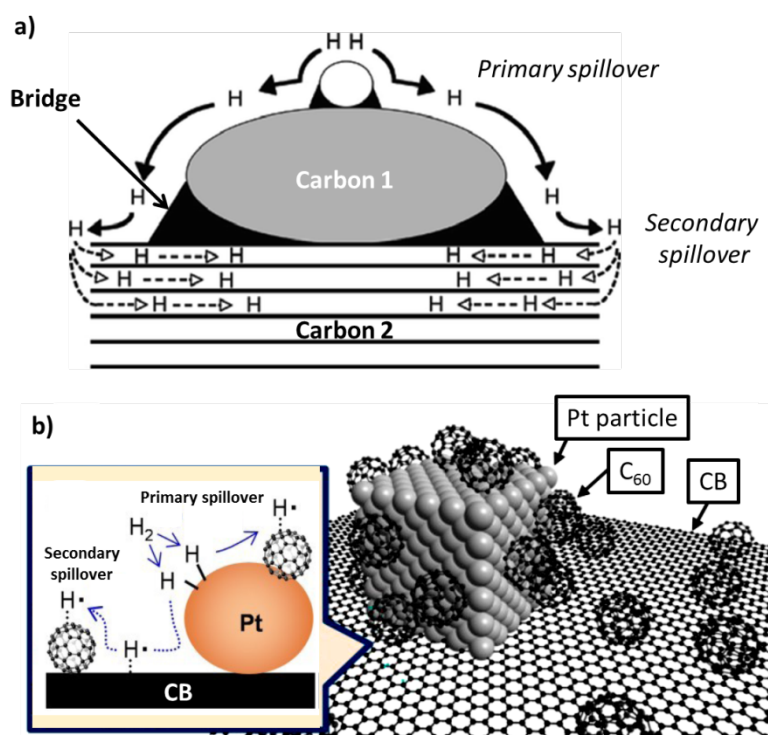 a)
H H
Primary spillover
H H
Bridge
Carbon 1
H H
H H
Secondary
spillover
H H H H
H H H H
H H H H
Carbon 2
b)
Pt particle
C60
CB
Primary spillover
H•
H2
H
Secondary
spillover
H
H•
Pt
H•
CB